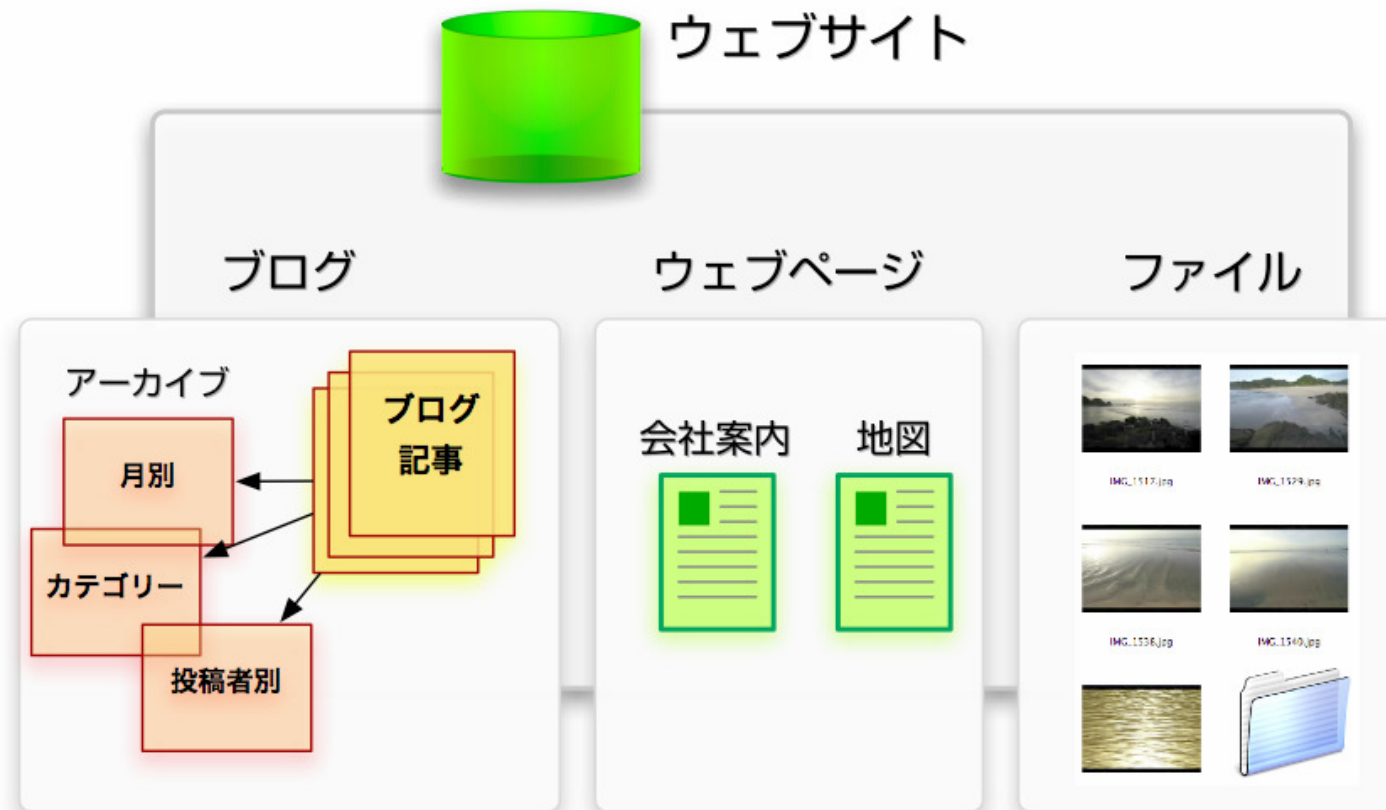 ウェブサイト
ブログ
ウェブページ
ファイル
アーカイブ
ブログ
記事
月別
カテゴリー
投稿者別
会社案内
地図
IMG_1517.jpg
IMG_1529.jpg
IMG_1538.jpg
IMG_1540.jpg